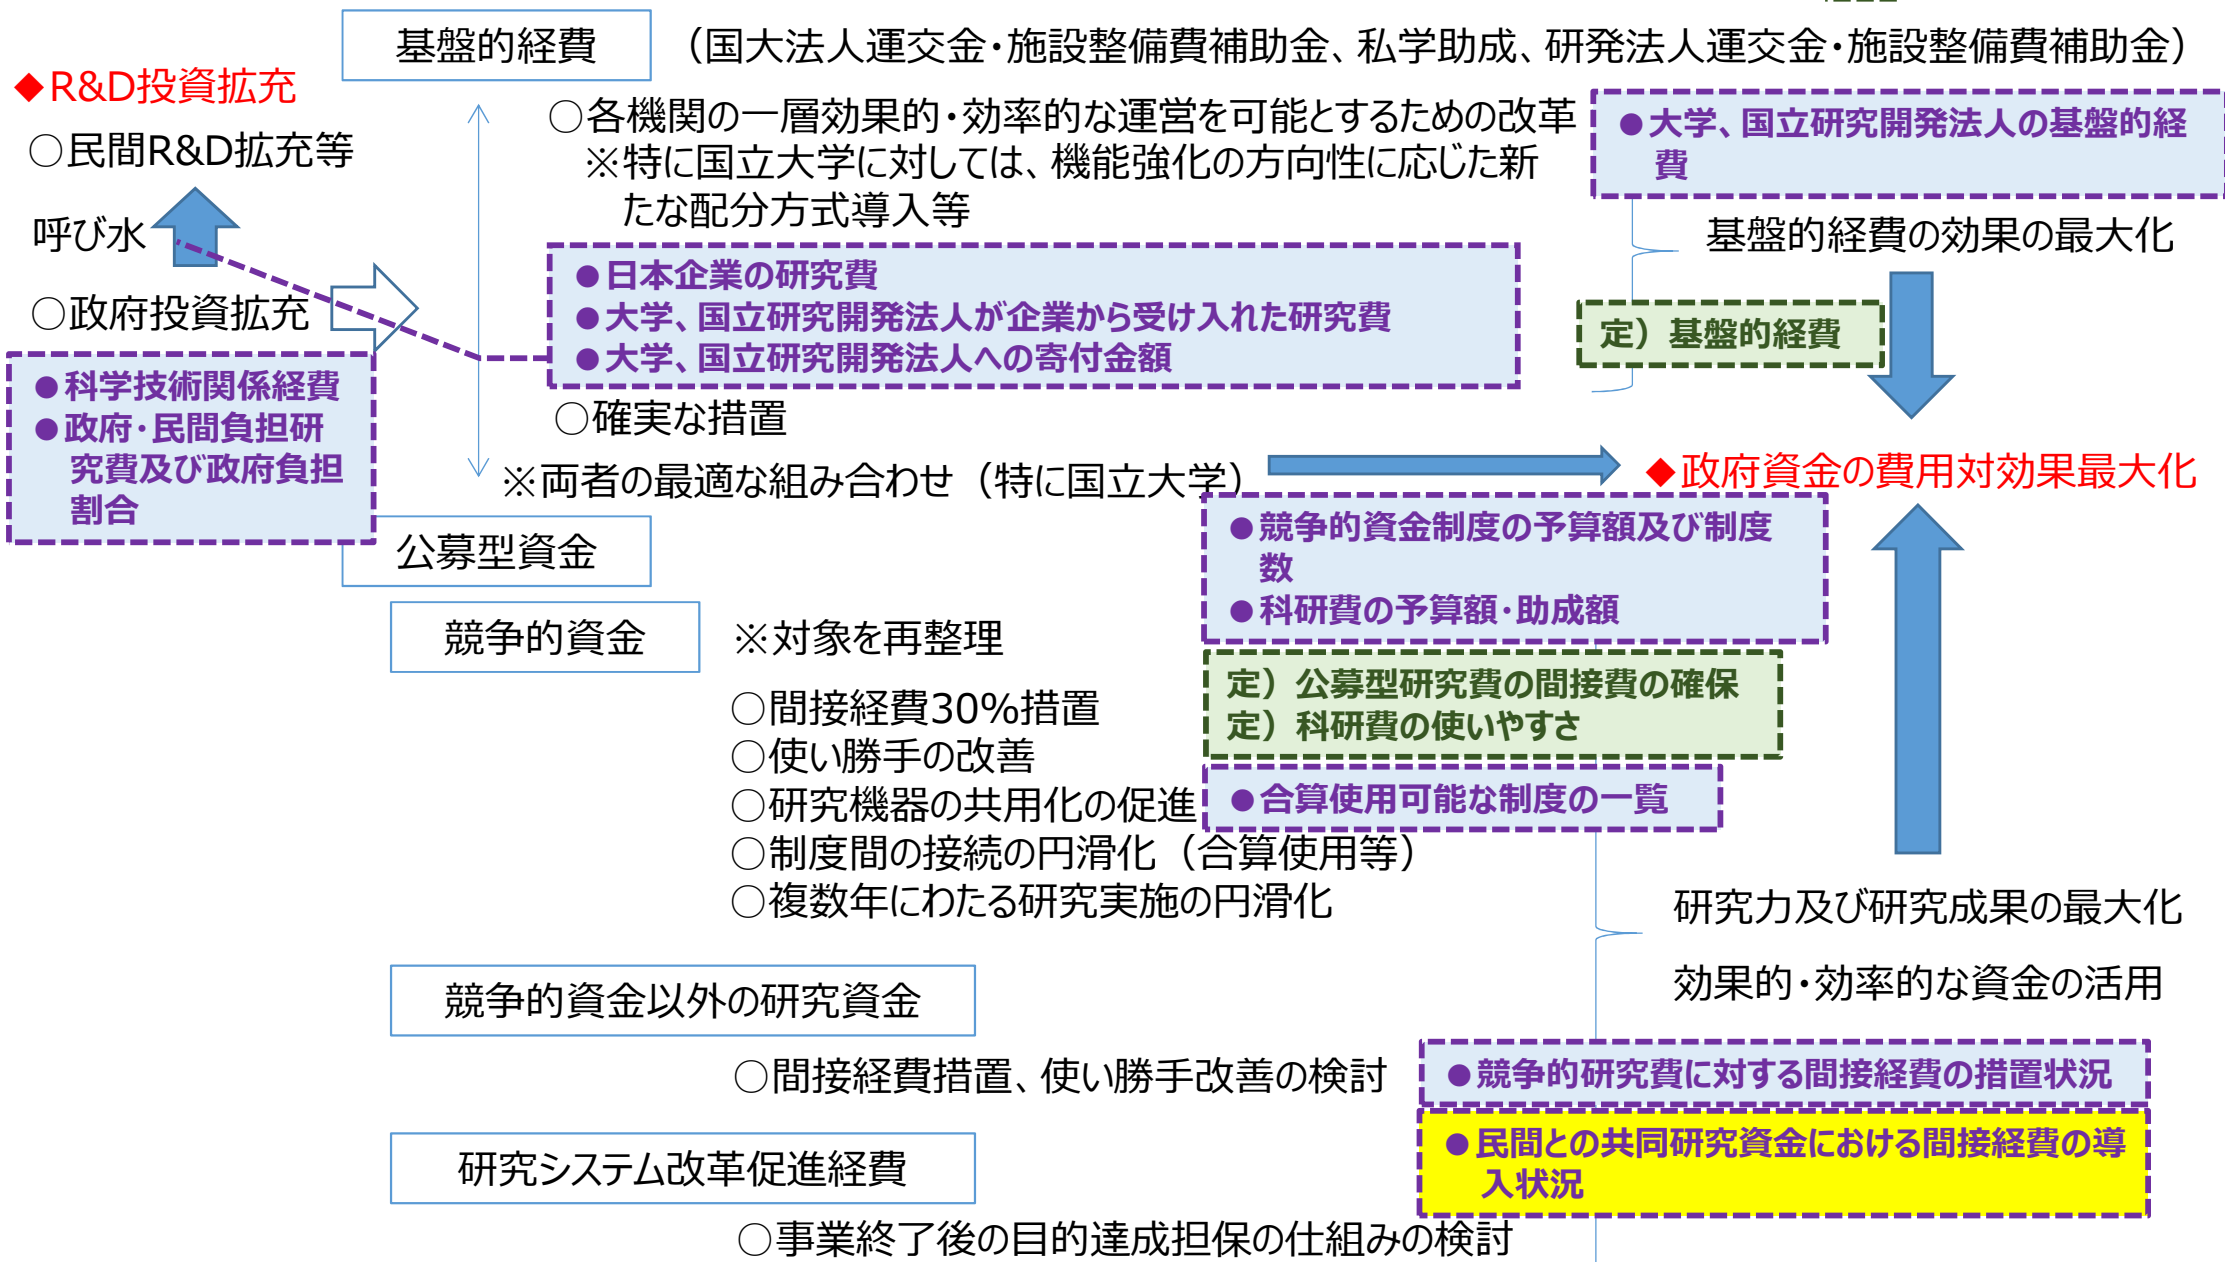 基盤的経費
（国大法人運交金・施設整備費補助金、私学助成、研発法人運交金・施設整備費補助金）
◆R&D投資拡充
○民間R&D拡充等
呼び水
○政府投資拡充
●科学技術関係経費
●政府・民間負担研
究費及び政府負担
割合
○各機関の一層効果的・効率的な運営を可能とするための改革
※特に国立大学に対しては、機能強化の方向性に応じた新
たな配分方式導入等
●大学、国立研究開発法人の基盤的経
費
基盤的経費の効果の最大化
●日本企業の研究費
●大学、国立研究開発法人が企業から受け入れた研究費
●大学、国立研究開発法人への寄付金額
定）基盤的経費
○確実な措置
※両者の最適な組み合わせ（特に国立大学）
◆政府資金の費用対効果最大化
公募型資金
●競争的資金制度の予算額及び制度
数
●科研費の予算額・助成額
競争的資金
※対象を再整理
定）公募型研究費の間接費の確保
定）科研費の使いやすさ
○間接経費30%措置
○使い勝手の改善
○研究機器の共用化の促進
○制度間の接続の円滑化（合算使用等）
○複数年にわたる研究実施の円滑化
●合算使用可能な制度の一覧
研究力及び研究成果の最大化
効果的・効率的な資金の活用
競争的資金以外の研究資金
○間接経費措置、使い勝手改善の検討
●競争的研究費に対する間接経費の措置状況
●民間との共同研究資金における間接経費の導
入状況
研究システム改革促進経費
○事業終了後の目的達成担保の仕組みの検討